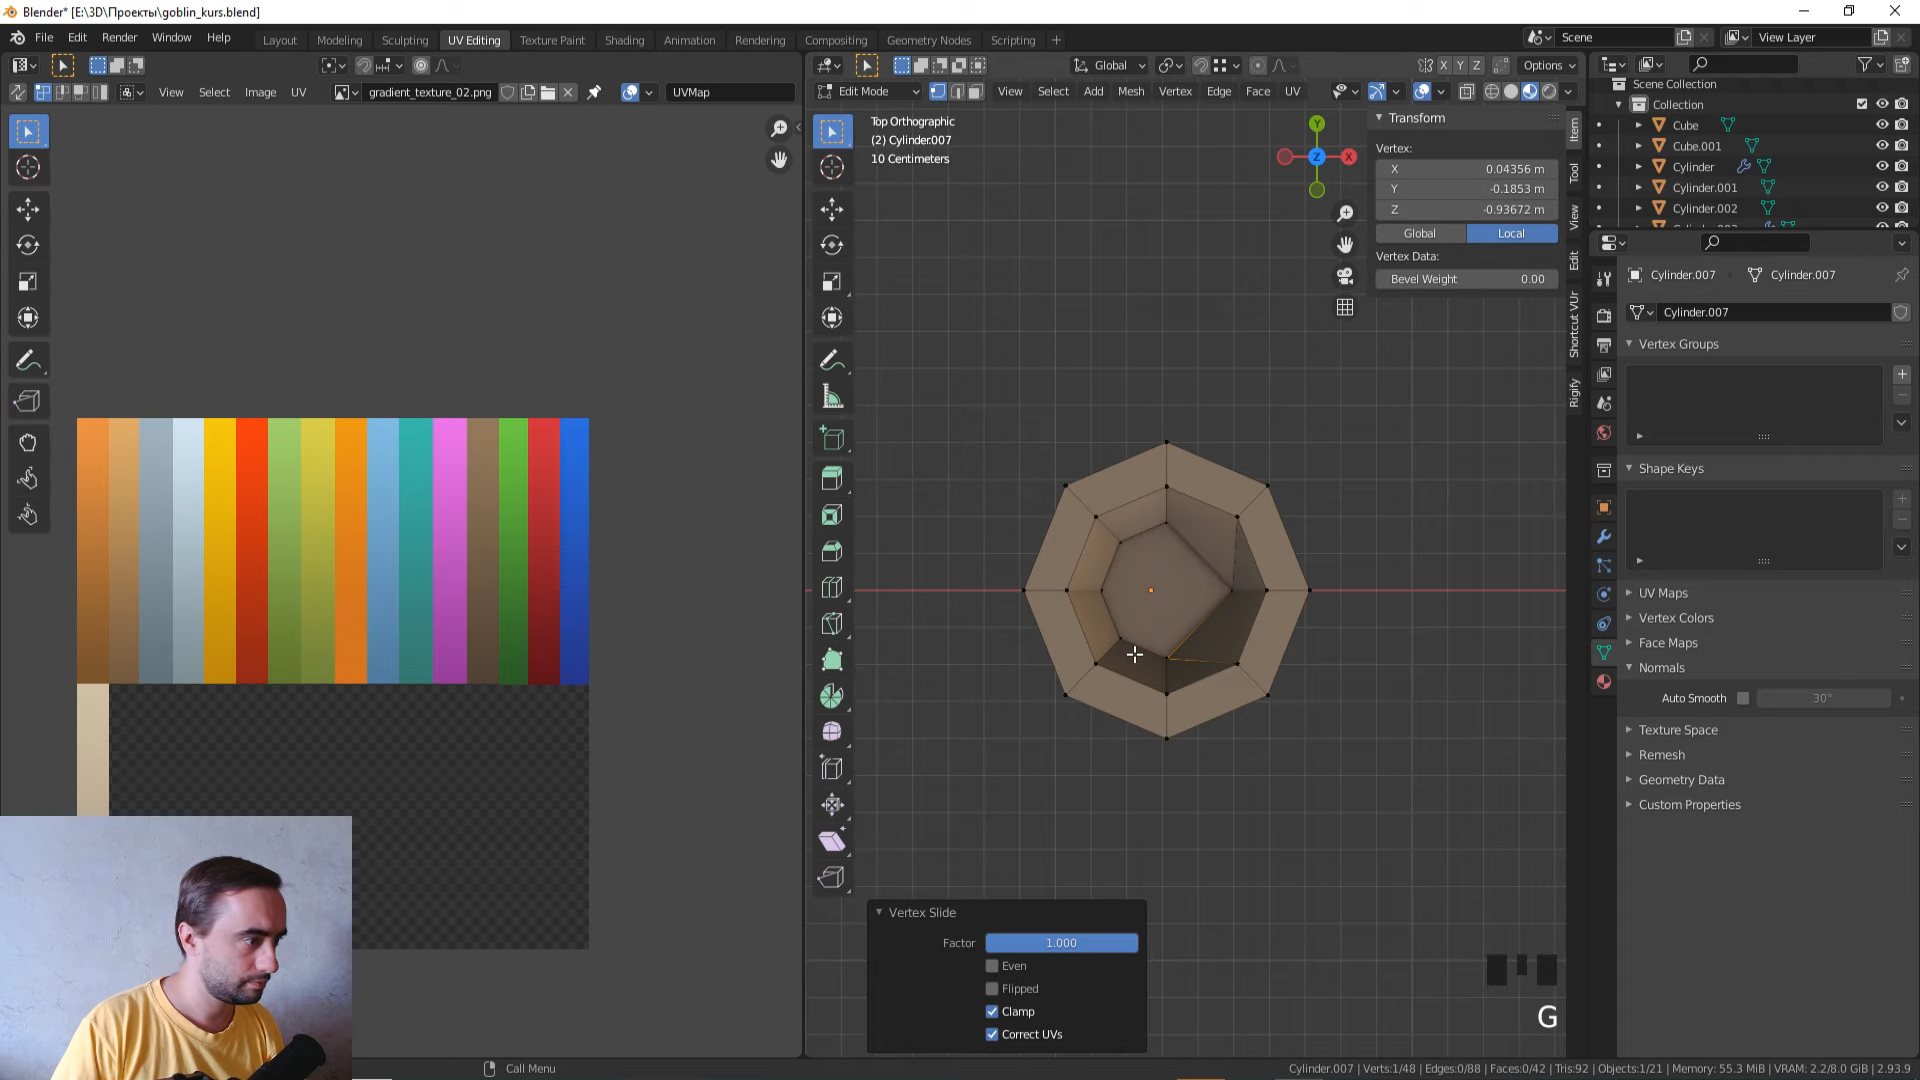 Blender* [E:\3D\Проекты\goblin_kurs.blend]
File Edit Render Window Help
Layout Modeling Sculpting UV Editing Texture Paint Shading Animation Rendering Compositing Geometry Nodes Scripting +
Scene
View Layer
Global
Options
X Y Z
View Select Image UV
gradient_texture_02.png
UVMap
Edit Mode
View Select Add Mesh Vertex Edge Face UV
Top Orthographic
(2) Cylinder.007
10 Centimeters
Y
Z
X
Transform
Vertex:
X 0.04356 m
Y -0.1853 m
Z -0.93672 m
Global Local
Vertex Data:
Bevel Weight 0.00
Item
Tool
View
Edit
Shortcut VUr
Rigify
Scene Collection
Collection
Cube
Cube.001
Cylinder
Cylinder.001
Cylinder.002
Cylinder.007 Cylinder.007
Cylinder.007
Vertex Groups
Shape Keys
UV Maps
Vertex Colors
Face Maps
Normals
Auto Smooth 30°
Texture Space
Remesh
Geometry Data
Custom Properties
Vertex Slide
Factor 1.000
Even
Flipped
Clamp
Correct UVs
G
Call Menu
Cylinder.007 | Verts:1/48 | Edges:0/88 | Faces:0/42 | Tris:92 | Objects:1/21 | Memory: 55.3 MiB | VRAM: 2.2/8.0 GiB | 2.93.9